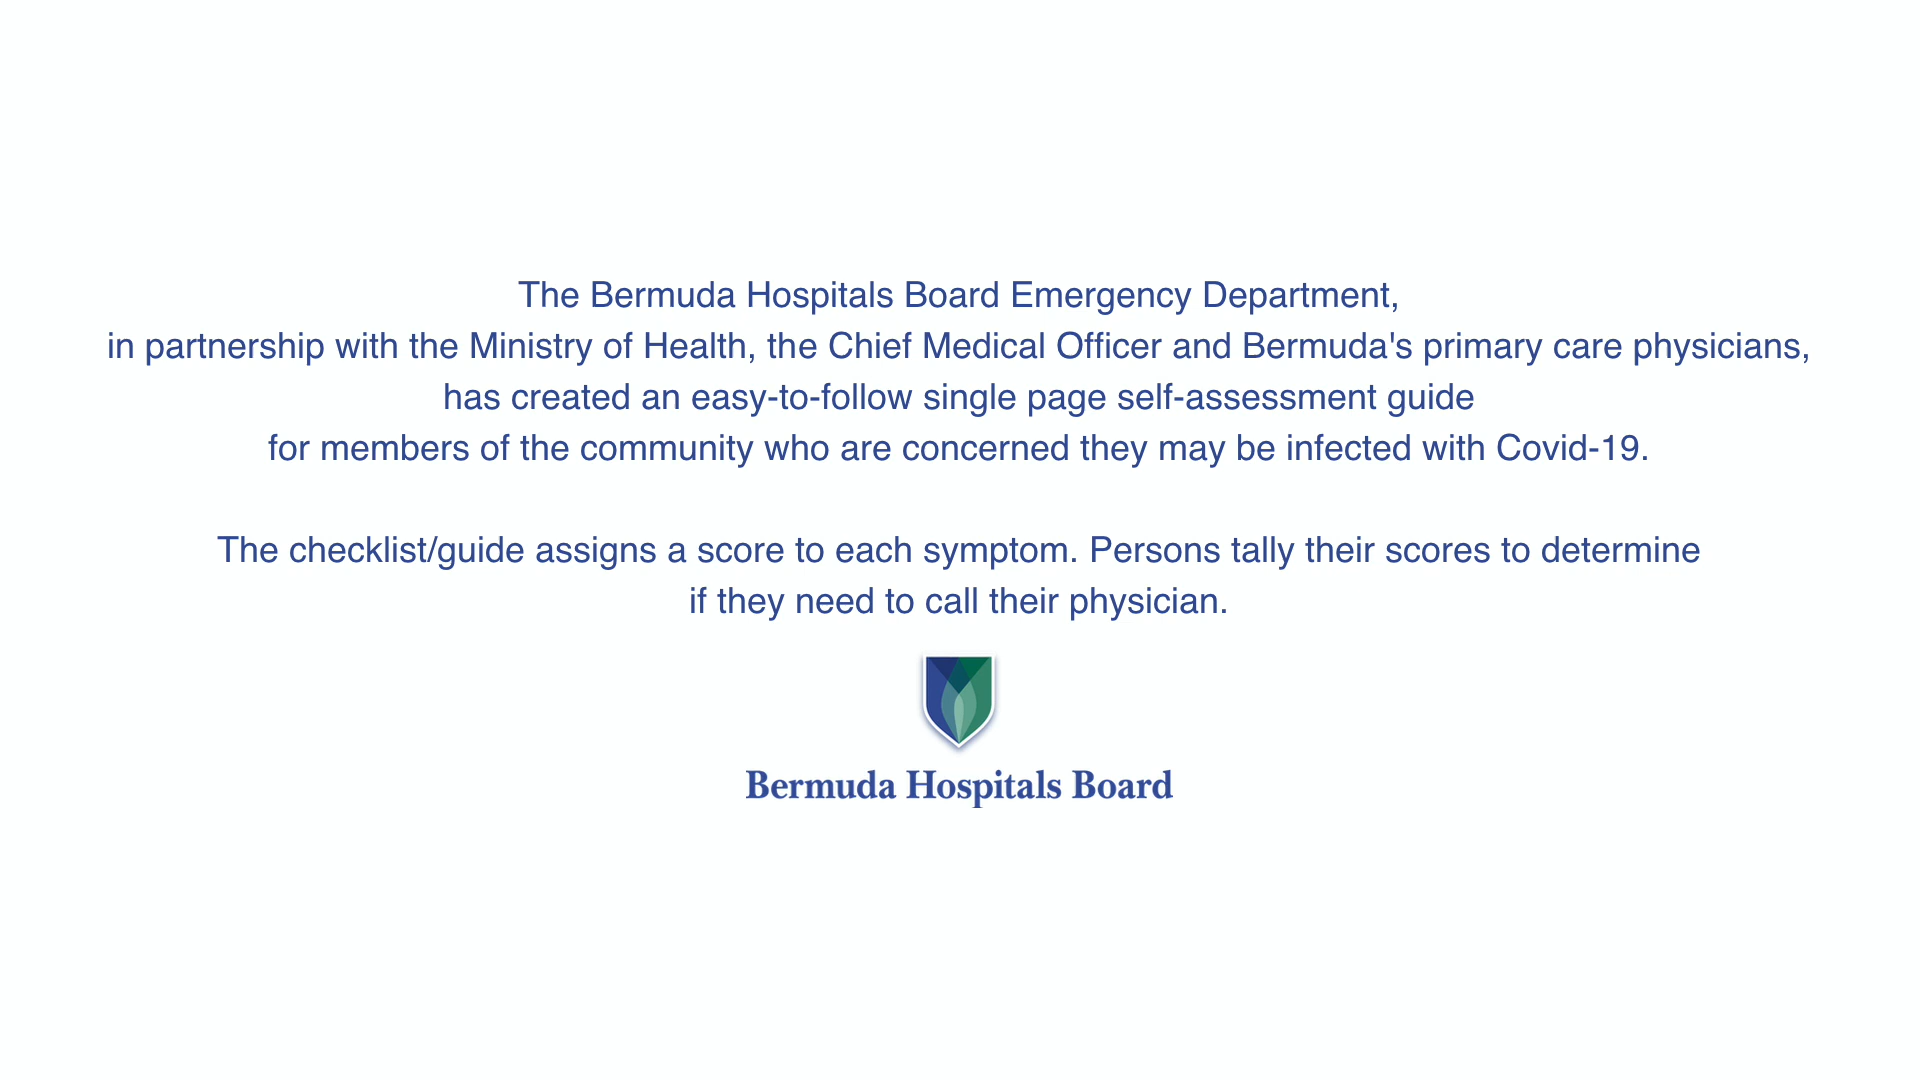 The Bermuda Hospitals Board Emergency Department,
in partnership with the Ministry of Health, the Chief Medical Officer and Bermuda's primary care physicians,
has created an easy-to-follow single page self-assessment guide
for members of the community who are concerned they may be infected with Covid-19.
The checklist/guide assigns a score to each symptom. Persons tally their scores to determine
if they need to call their physician.
Bermuda Hospitals Board